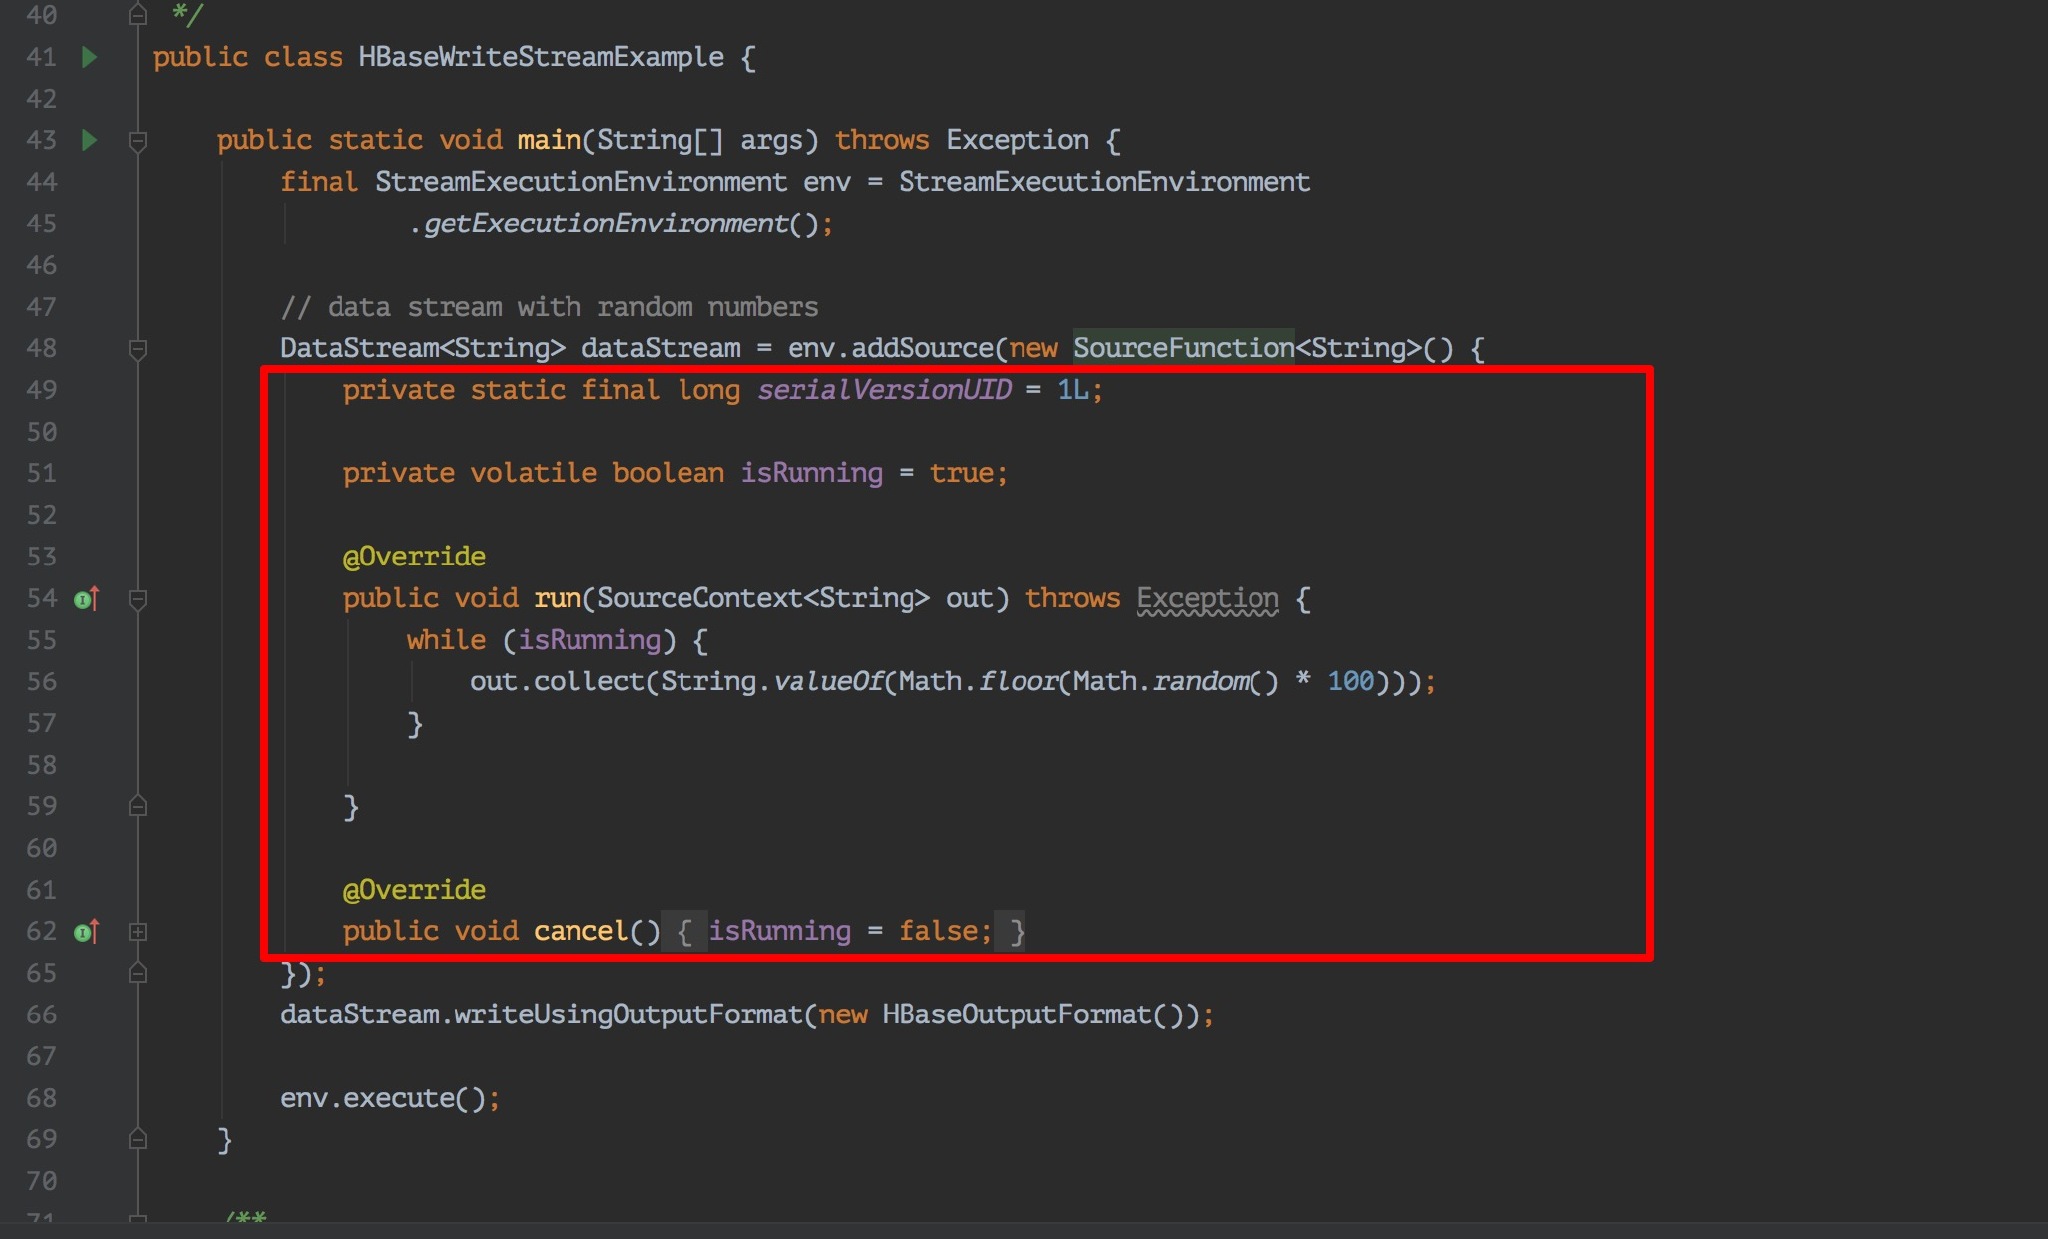 40 */
41 public class HBaseWriteStreamExample {
42
43 public static void main(String[] args) throws Exception {
44 final StreamExecutionEnvironment env = StreamExecutionEnvironment
45 .getExecutionEnvironment();
46
47 // data stream with random numbers
48 DataStream<String> dataStream = env.addSource(new SourceFunction<String>() {
49 private static final long serialVersionUID = 1L;
50
51 private volatile boolean isRunning = true;
52
53 @Override
54 public void run(SourceContext<String> out) throws Exception {
55 while (isRunning) {
56 out.collect(String.valueOf(Math.floor(Math.random() * 100)));
57 }
58
59 }
60
61 @Override
62 public void cancel() { isRunning = false; }
65 });
66 dataStream.writeUsingOutputFormat(new HBaseOutputFormat());
67
68 env.execute();
69 }
70
71 /**